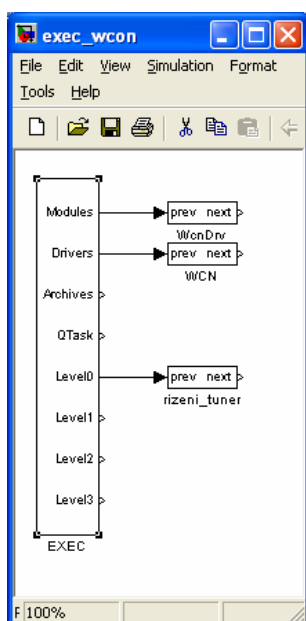 exec_wcon
File Edit View Simulation Format
Tools Help
Modules
prev next
WcnDrv
Drivers
prev next
WCN
Archives
QTask
Level0
prev next
rizeni_tuner
Level1
Level2
Level3
EXEC
F 100%